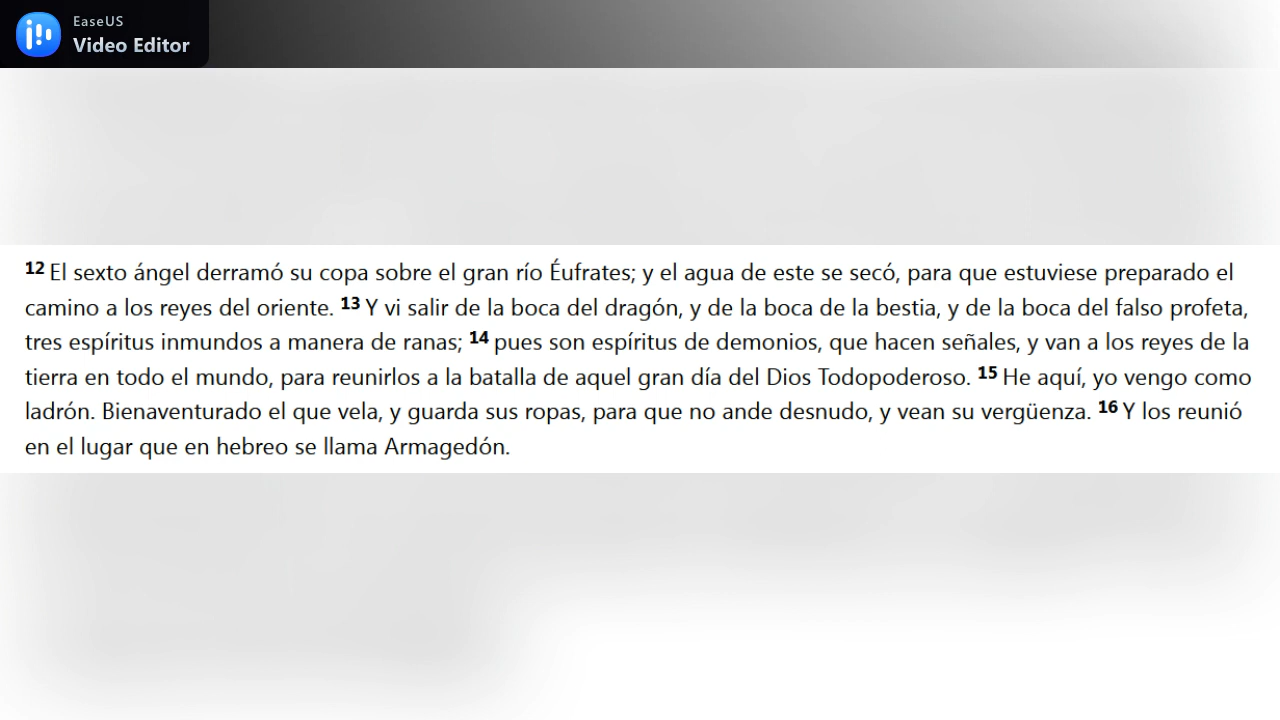 EaseUS
Video Editor
12 El sexto ángel derramó su copa sobre el gran río Éufrates; y el agua de este se secó, para que estuviese preparado el
camino a los reyes del oriente. 13 Y vi salir de la boca del dragón, y de la boca de la bestia, y de la boca del falso profeta,
tres espíritus inmundos a manera de ranas; 14 pues son espíritus de demonios, que hacen señales, y van a los reyes de la
tierra en todo el mundo, para reunirlos a la batalla de aquel gran día del Dios Todopoderoso. 15 He aquí, yo vengo como
ladrón. Bienaventurado el que vela, y guarda sus ropas, para que no ande desnudo, y vean su vergüenza. 16 Y los reunió
en el lugar que en hebreo se llama Armagedón.